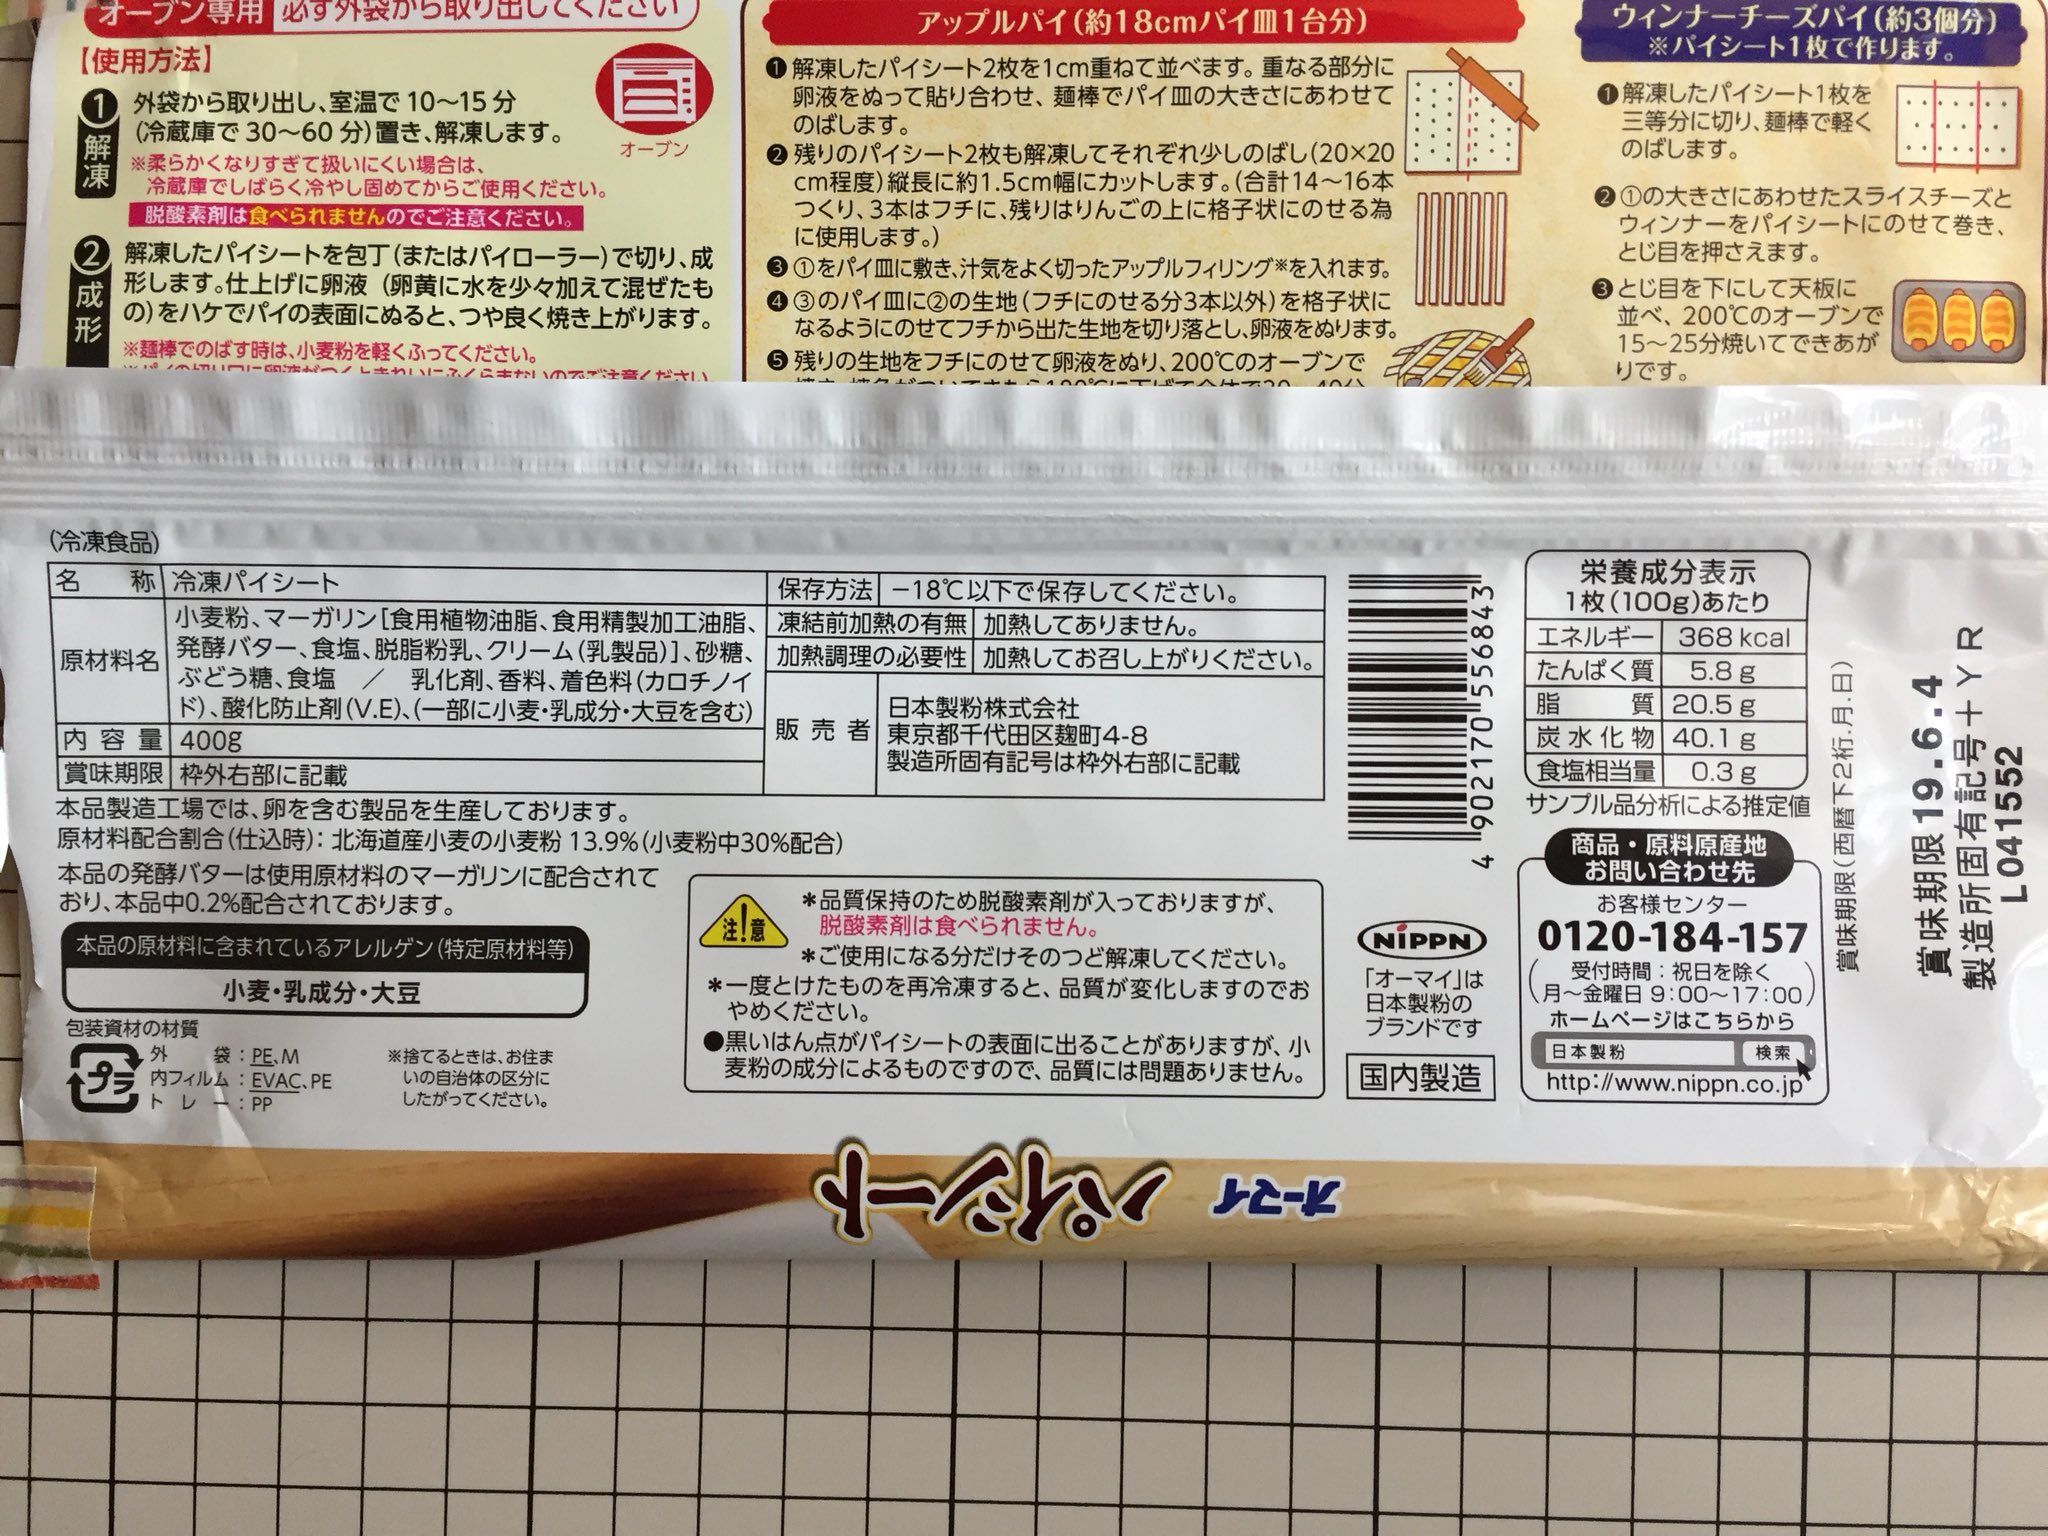 オーブン専用 必ず外袋から取り出してください
【使用方法】
1 解凍
外袋から取り出し、室温で10〜15分
(冷蔵庫で30〜60分)置き、解凍します。
※柔らかくなりすぎて扱いにくい場合は、
冷蔵庫でしばらく冷やし固めてからご使用ください。
脱酸素剤は食べられませんのでご注意ください。
オーブン
2 成形
解凍したパイシートを包丁(またはパイローラー)で切り、成
形します。仕上げに卵液(卵黄に水を少々加えて混ぜたも
の)をハケでパイの表面にぬると、つや良く焼き上がります。
※麺棒でのばす時は、小麦粉を軽くふってください。
※パイの切り口に卵液がつくときれいにふくらまないのでご注意ください。
アップルパイ(約18cmパイ皿1台分)
❶解凍したパイシート2枚を1cm重ねて並べます。重なる部分に
卵液をぬって貼り合わせ、麺棒でパイ皿の大きさにあわせて
のばします。
❷残りのパイシート2枚も解凍してそれぞれ少しのばし(20×20
cm程度)縦長に約1.5cm幅にカットします。(合計14〜16本
つくり、3本はフチに、残りはりんごの上に格子状にのせる為
に使用します。)
❸①をパイ皿に敷き、汁気をよく切ったアップルフィリング※を入れます。
❹③のパイ皿に②の生地(フチにのせる分3本以外)を格子状に
なるようにのせてフチから出た生地を切り落とし、卵液をぬります。
❺残りの生地をフチにのせて卵液をぬり、200℃のオーブンで
ウィンナーチーズパイ(約3個分)
※パイシート1枚で作ります。
❶解凍したパイシート1枚を
三等分に切り、麺棒で軽く
のばします。
❷①の大きさにあわせたスライスチーズと
ウィンナーをパイシートにのせて巻き、
とじ目を押さえます。
❸とじ目を下にして天板に
並べ、200℃のオーブンで
15〜25分焼いてできあが
りです。
(冷凍食品)
名称 冷凍パイシート
原材料名 小麦粉、マーガリン[食用植物油脂、食用精製加工油脂、
発酵バター、食塩、脱脂粉乳、クリーム(乳製品)]、砂糖、
ぶどう糖、食塩 / 乳化剤、香料、着色料(カロチノイ
ド)、酸化防止剤(V.E)、(一部に小麦・乳成分・大豆を含む)
内容量 400g
賞味期限 枠外右部に記載
保存方法 −18℃以下で保存してください。
凍結前加熱の有無 加熱してありません。
加熱調理の必要性 加熱してお召し上がりください。
販売者 日本製粉株式会社
東京都千代田区麹町4-8
製造所固有記号は枠外右部に記載
本品製造工場では、卵を含む製品を生産しております。
原材料配合割合(仕込時):北海道産小麦の小麦粉 13.9%(小麦粉中30%配合)
本品の発酵バターは使用原材料のマーガリンに配合されて
おり、本品中0.2%配合されております。
本品の原材料に含まれているアレルゲン(特定原材料等)
小麦・乳成分・大豆
包装資材の材質
プラ
外袋:PE、M
内フィルム:EVAC、PE
トレー:PP
※捨てるときは、お住ま
いの自治体の区分に
したがってください。
注!意
*品質保持のため脱酸素剤が入っておりますが、
脱酸素剤は食べられません。
*ご使用になる分だけそのつど解凍してください。
*一度とけたものを再冷凍すると、品質が変化しますのでお
やめください。
●黒いはん点がパイシートの表面に出ることがありますが、小
麦粉の成分によるものですので、品質には問題ありません。
4 902170 556843
NIPPN
「オーマイ」は
日本製粉の
ブランドです
国内製造
栄養成分表示
1枚(100g)あたり
エネルギー 368kcal
たんぱく質 5.8g
脂質 20.5g
炭水化物 40.1g
食塩相当量 0.3g
サンプル品分析による推定値
商品・原料原産地
お問い合わせ先
お客様センター
0120-184-157
(受付時間:祝日を除く
月〜金曜日 9:00〜17:00)
ホームページはこちらから
日本製粉 検索
http://www.nippn.co.jp
賞味期限(西暦下2桁.月.日)
賞味期限19.6.4
製造所固有記号+YR
L041552
オーマイ パイシート